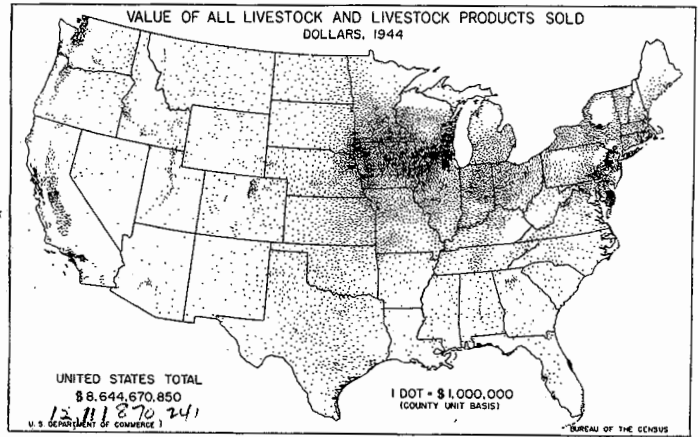 VALUE OF ALL LIVESTOCK AND LIVESTOCK PRODUCTS SOLD
DOLLARS, 1944
UNITED STATES TOTAL
$8,644,670,850
12,111,870,241
U. S. DEPARTMENT OF COMMERCE
1 DOT = $1,000,000
(COUNTY UNIT BASIS)
BUREAU OF THE CENSUS